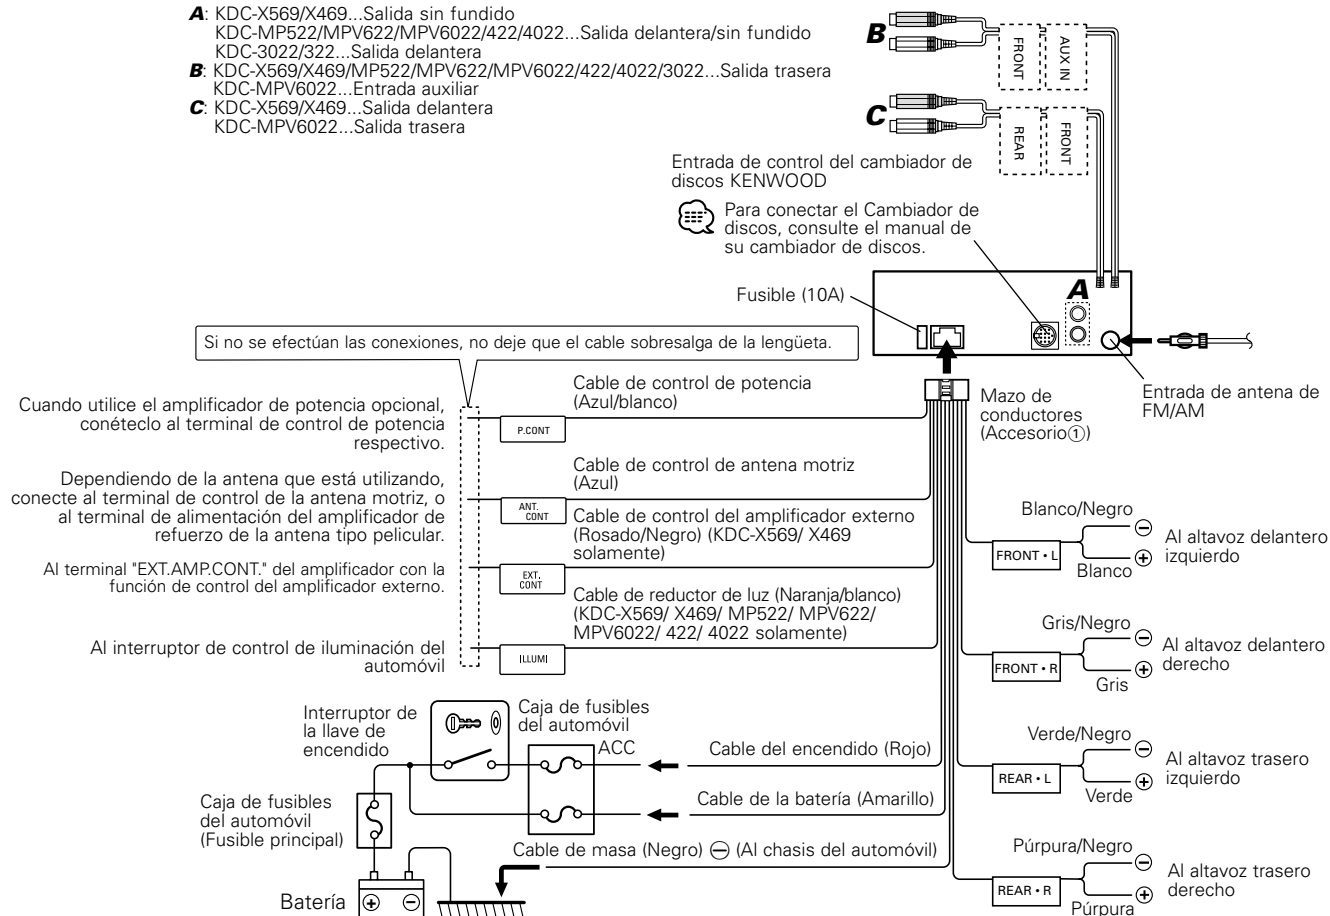 A: KDC-X569/X469...Salida sin fundido
KDC-MP522/MPV622/MPV6022/422/4022...Salida delantera/sin fundido
KDC-3022/322...Salida delantera
B: KDC-X569/X469/MP522/MPV622/MPV6022/422/4022/3022...Salida trasera
KDC-MPV6022...Entrada auxiliar
C: KDC-X569/X469...Salida delantera
KDC-MPV6022...Salida trasera
B
FRONT
AUX IN
C
REAR
FRONT
Entrada de control del cambiador de
discos KENWOOD
Para conectar el Cambiador de
discos, consulte el manual de
su cambiador de discos.
Fusible (10A)
A
Si no se efectúan las conexiones, no deje que el cable sobresalga de la lengüeta.
Entrada de antena de
FM/AM
Mazo de
conductores
(Accesorio①)
Cuando utilice el amplificador de potencia opcional,
conéteclo al terminal de control de potencia
respectivo.
P.CONT
Cable de control de potencia
(Azul/blanco)
Dependiendo de la antena que está utilizando,
conecte al terminal de control de la antena motriz, o
al terminal de alimentación del amplificador de
refuerzo de la antena tipo pelicular.
ANT.
CONT
Cable de control de antena motriz
(Azul)
Al terminal "EXT.AMP.CONT." del amplificador con la
función de control del amplificador externo.
EXT.
CONT
Cable de control del amplificador externo
(Rosado/Negro) (KDC-X569/ X469
solamente)
Al interruptor de control de iluminación del
automóvil
ILLUMI
Cable de reductor de luz (Naranja/blanco)
(KDC-X569/ X469/ MP522/ MPV622/
MPV6022/ 422/ 4022 solamente)
Blanco/Negro
⊖
FRONT • L
⊕
Blanco
Al altavoz delantero
izquierdo
Gris/Negro
⊖
FRONT • R
⊕
Gris
Al altavoz delantero
derecho
Verde/Negro
⊖
REAR • L
⊕
Verde
Al altavoz trasero
izquierdo
Púrpura/Negro
⊖
REAR • R
⊕
Púrpura
Al altavoz trasero
derecho
Interruptor de
la llave de
encendido
Caja de fusibles
del automóvil
ACC
Cable del encendido (Rojo)
Cable de la batería (Amarillo)
Caja de fusibles
del automóvil
(Fusible principal)
Cable de masa (Negro) ⊖ (Al chasis del automóvil)
Batería
⊕ ⊖